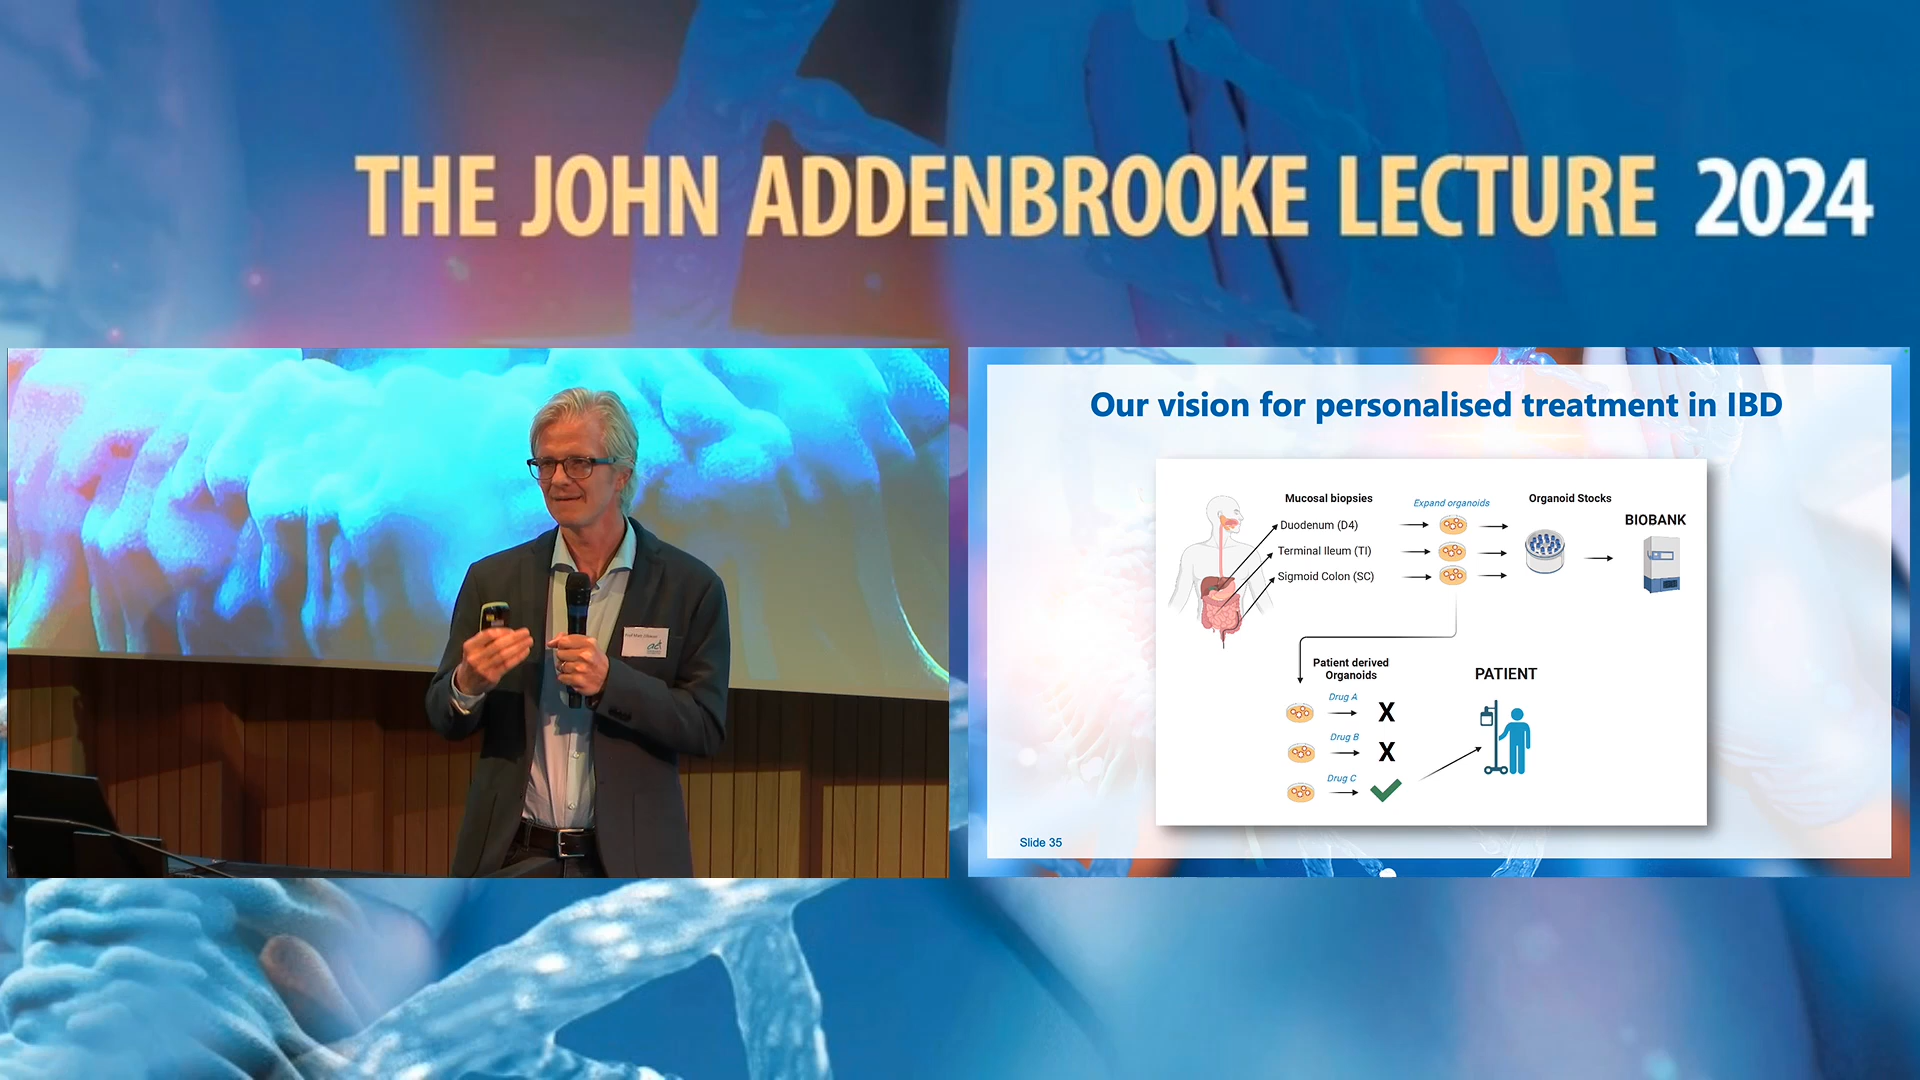 THE JOHN ADDENBROOKE LECTURE 2024
Our vision for personalised treatment in IBD
Mucosal biopsies
Expand organoids
Organoid Stocks
BIOBANK
Duodenum (D4)
Terminal Ileum (TI)
Sigmoid Colon (SC)
Patient derived
Organoids
PATIENT
Drug A
X
Drug B
X
Drug C
Slide 35
act